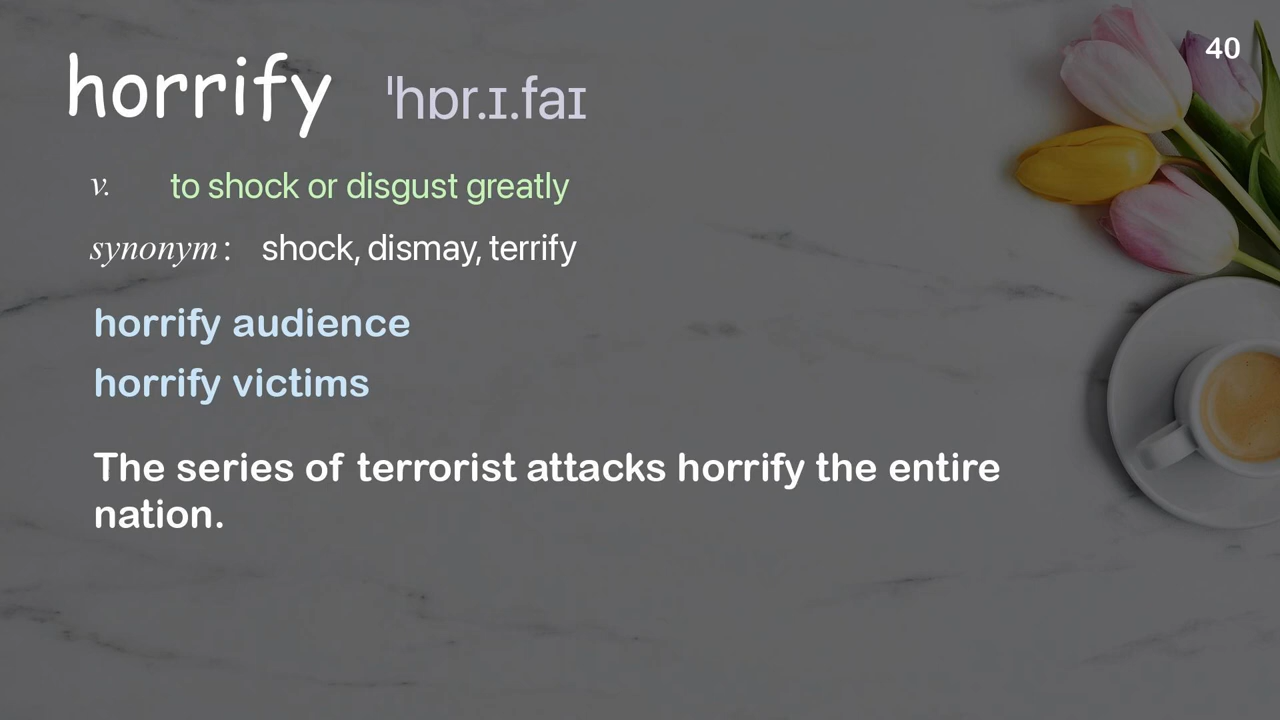 40
horrify ˈhɒr.ɪ.faɪ
v. to shock or disgust greatly
synonym: shock, dismay, terrify
horrify audience
horrify victims
The series of terrorist attacks horrify the entire
nation.